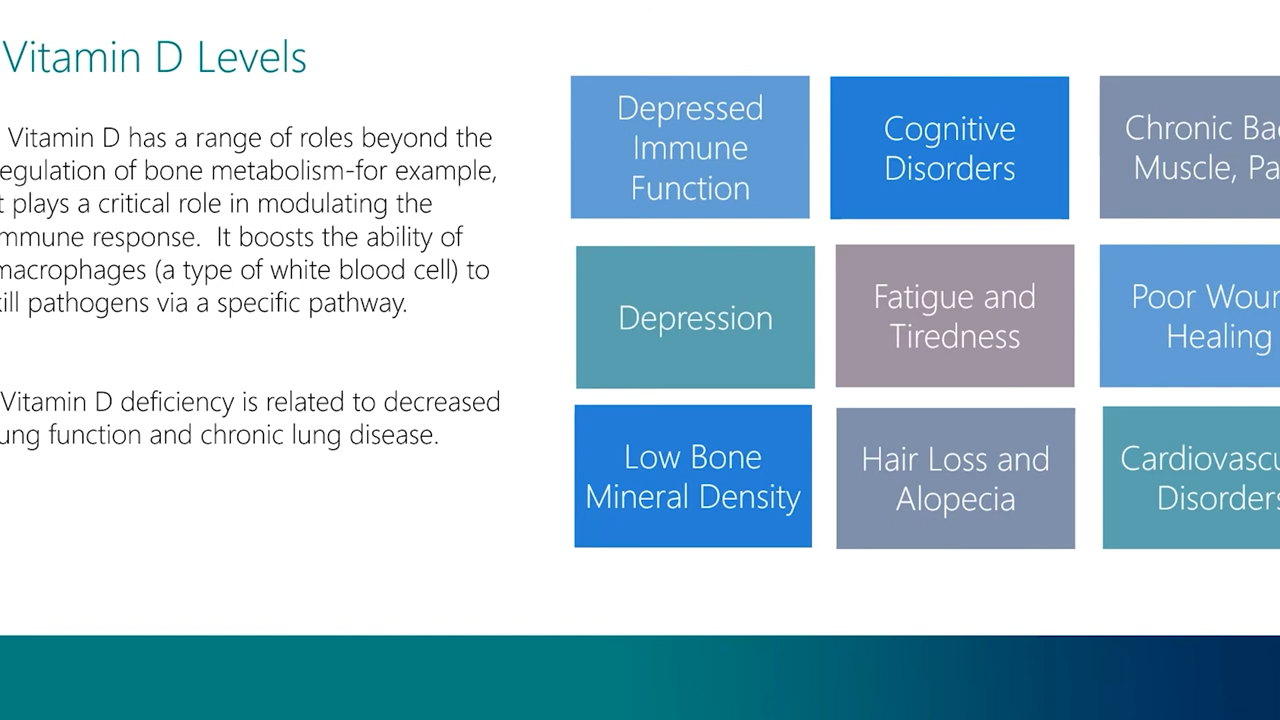 Vitamin D Levels
Vitamin D has a range of roles beyond the
egulation of bone metabolism-for example,
t plays a critical role in modulating the
mmune response.  It boosts the ability of
macrophages (a type of white blood cell) to
ill pathogens via a specific pathway.
Vitamin D deficiency is related to decreased
ung function and chronic lung disease.
Depressed
Immune
Function
Cognitive
Disorders
Chronic Bac
Muscle, Pa
Depression
Fatigue and
Tiredness
Poor Woun
Healing
Low Bone
Mineral Density
Hair Loss and
Alopecia
Cardiovascu
Disorders